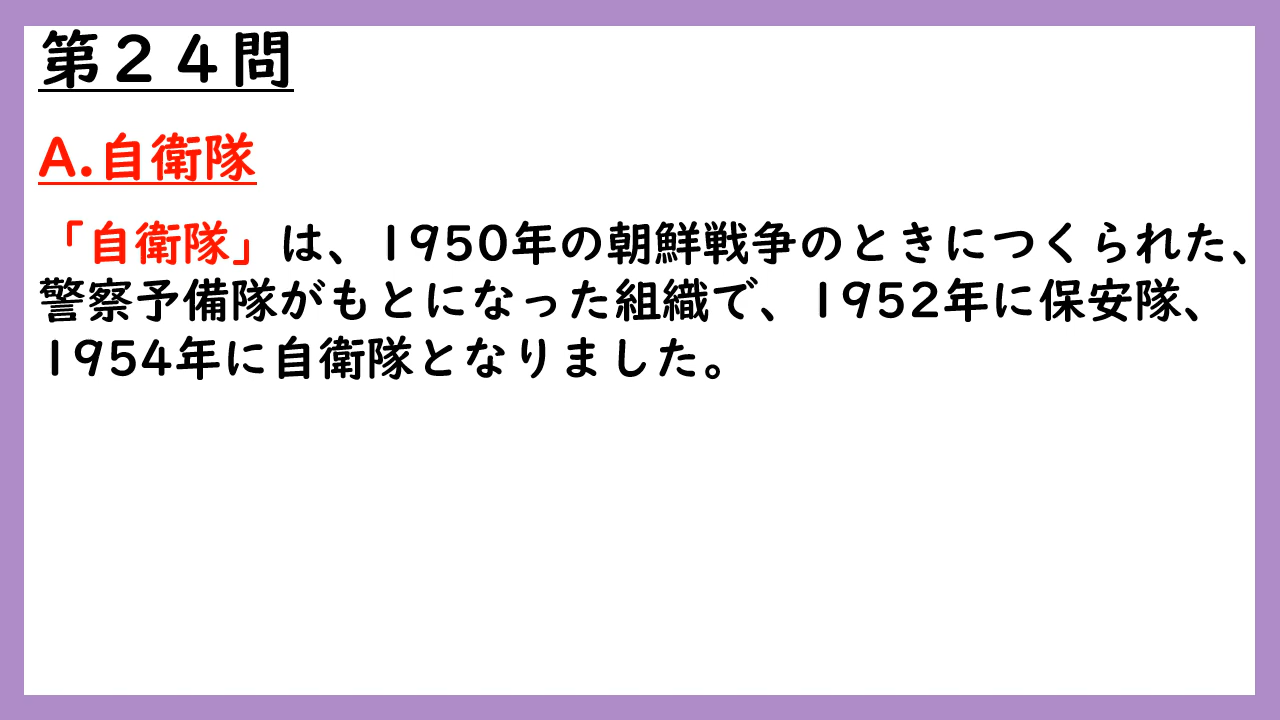 第２４問
A.自衛隊
「自衛隊」は、1950年の朝鮮戦争のときにつくられた、
警察予備隊がもとになった組織で、1952年に保安隊、
1954年に自衛隊となりました。